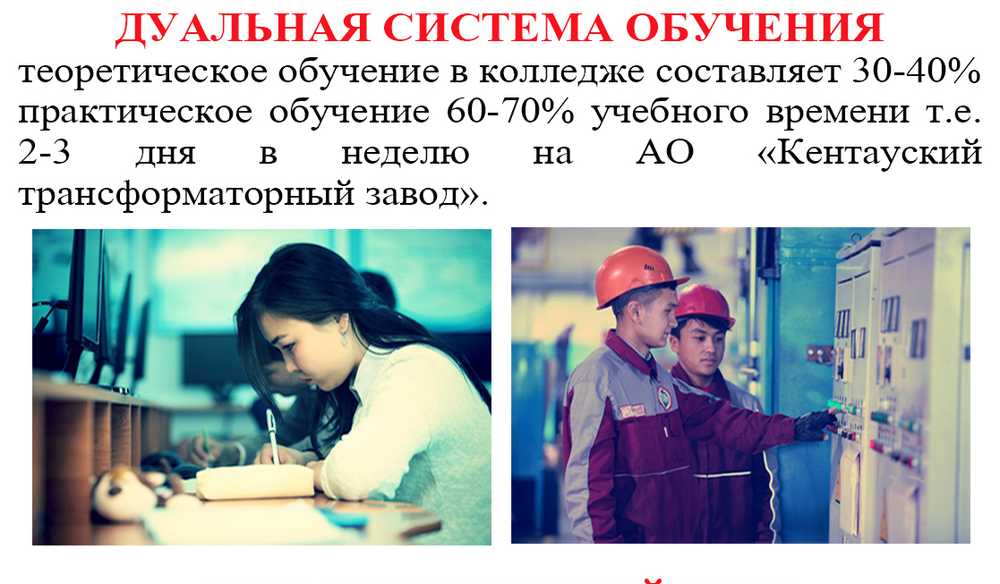 ДУАЛЬНАЯ СИСТЕМА ОБУЧЕНИЯ
теоретическое обучение в колледже составляет 30-40%
практическое обучение 60-70% учебного времени т.е.
2-3 дня в неделю на АО «Кентауский
трансформаторный завод».